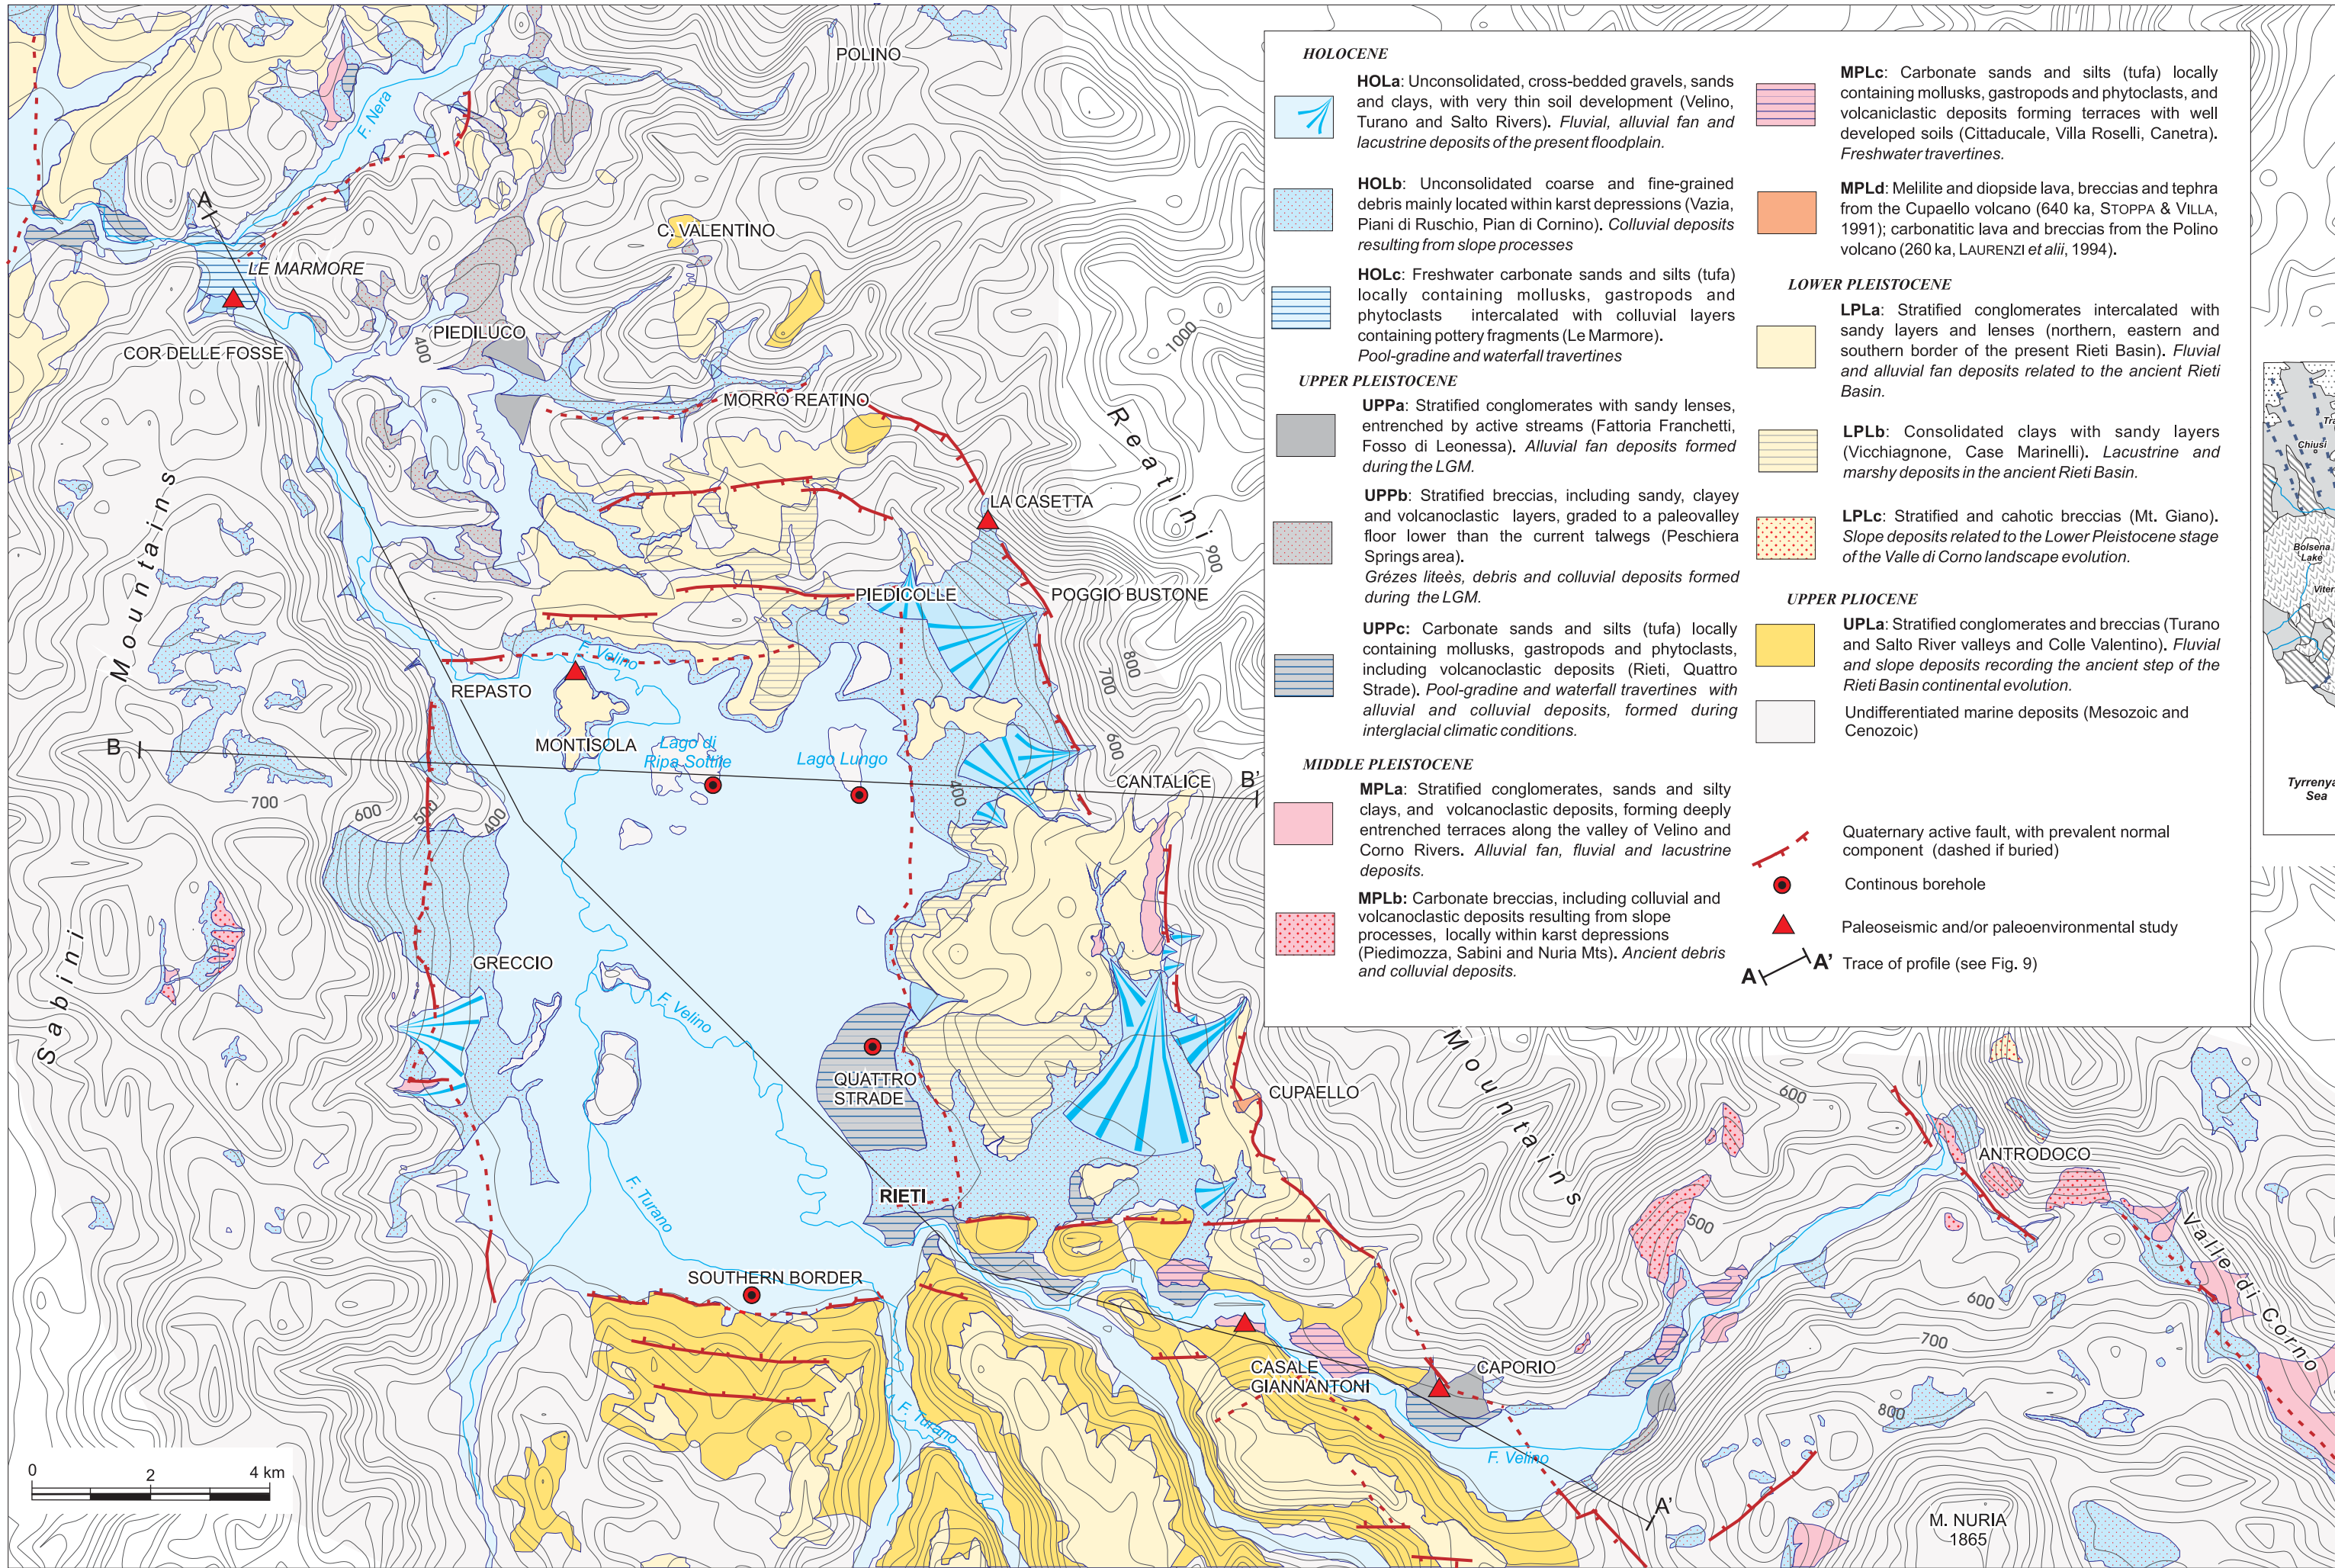 POLINO
F. Nera
A
C. VALENTINO
LE MARMORE
PIEDILUCO
400
COR DELLE FOSSE
1000
MORRO REATINO
Reatini
LA CASETTA
900
Mountains
PIEDICOLLE
POGGIO BUSTONE
F. Velino
800
700
REPASTO
MONTISOLA
Lago di
Ripa Sottile
Lago Lungo
600
B
B'
CANTALICE
400
700
600
500
400
Sabini
GRECCIO
F. Velino
QUATTRO
STRADE
CUPAELLO
Mountains
600
ANTRODOCO
RIETI
F. Turano
500
Valle di Corno
SOUTHERN BORDER
600
700
CASALE
GIANNANTONI
CAPORIO
F. Turano
800
F. Velino
A'
M. NURIA
1865
0 2 4 km
HOLOCENE
HOLa: Unconsolidated, cross-bedded gravels, sands
and clays, with very thin soil development (Velino,
Turano and Salto Rivers). Fluvial, alluvial fan and
lacustrine deposits of the present floodplain.
HOLb: Unconsolidated coarse and fine-grained
debris mainly located within karst depressions (Vazia,
Piani di Ruschio, Pian di Cornino). Colluvial deposits
resulting from slope processes
HOLc: Freshwater carbonate sands and silts (tufa)
locally containing mollusks, gastropods and
phytoclasts intercalated with colluvial layers
containing pottery fragments (Le Marmore).
Pool-gradine and waterfall travertines
UPPER PLEISTOCENE
UPPa: Stratified conglomerates with sandy lenses,
entrenched by active streams (Fattoria Franchetti,
Fosso di Leonessa). Alluvial fan deposits formed
during the LGM.
UPPb: Stratified breccias, including sandy, clayey
and volcanoclastic layers, graded to a paleovalley
floor lower than the current talwegs (Peschiera
Springs area).
Grézes liteès, debris and colluvial deposits formed
during the LGM.
UPPc: Carbonate sands and silts (tufa) locally
containing mollusks, gastropods and phytoclasts,
including volcanoclastic deposits (Rieti, Quattro
Strade). Pool-gradine and waterfall travertines with
alluvial and colluvial deposits, formed during
interglacial climatic conditions.
MIDDLE PLEISTOCENE
MPLa: Stratified conglomerates, sands and silty
clays, and volcanoclastic deposits, forming deeply
entrenched terraces along the valley of Velino and
Corno Rivers. Alluvial fan, fluvial and lacustrine
deposits.
MPLb: Carbonate breccias, including colluvial and
volcanoclastic deposits resulting from slope
processes, locally within karst depressions
(Piedimozza, Sabini and Nuria Mts). Ancient debris
and colluvial deposits.
MPLc: Carbonate sands and silts (tufa) locally
containing mollusks, gastropods and phytoclasts, and
volcaniclastic deposits forming terraces with well
developed soils (Cittaducale, Villa Roselli, Canetra).
Freshwater travertines.
MPLd: Melilite and diopside lava, breccias and tephra
from the Cupaello volcano (640 ka, STOPPA & VILLA,
1991); carbonatitic lava and breccias from the Polino
volcano (260 ka, LAURENZI et alii, 1994).
LOWER PLEISTOCENE
LPLa: Stratified conglomerates intercalated with
sandy layers and lenses (northern, eastern and
southern border of the present Rieti Basin). Fluvial
and alluvial fan deposits related to the ancient Rieti
Basin.
LPLb: Consolidated clays with sandy layers
(Vicchiagnone, Case Marinelli). Lacustrine and
marshy deposits in the ancient Rieti Basin.
LPLc: Stratified and cahotic breccias (Mt. Giano).
Slope deposits related to the Lower Pleistocene stage
of the Valle di Corno landscape evolution.
UPPER PLIOCENE
UPLa: Stratified conglomerates and breccias (Turano
and Salto River valleys and Colle Valentino). Fluvial
and slope deposits recording the ancient step of the
Rieti Basin continental evolution.
Undifferentiated marine deposits (Mesozoic and
Cenozoic)
Quaternary active fault, with prevalent normal
component (dashed if buried)
Continous borehole
Paleoseismic and/or paleoenvironmental study
A A' Trace of profile (see Fig. 9)
Chiusi
Bolsena
Lake
Sea